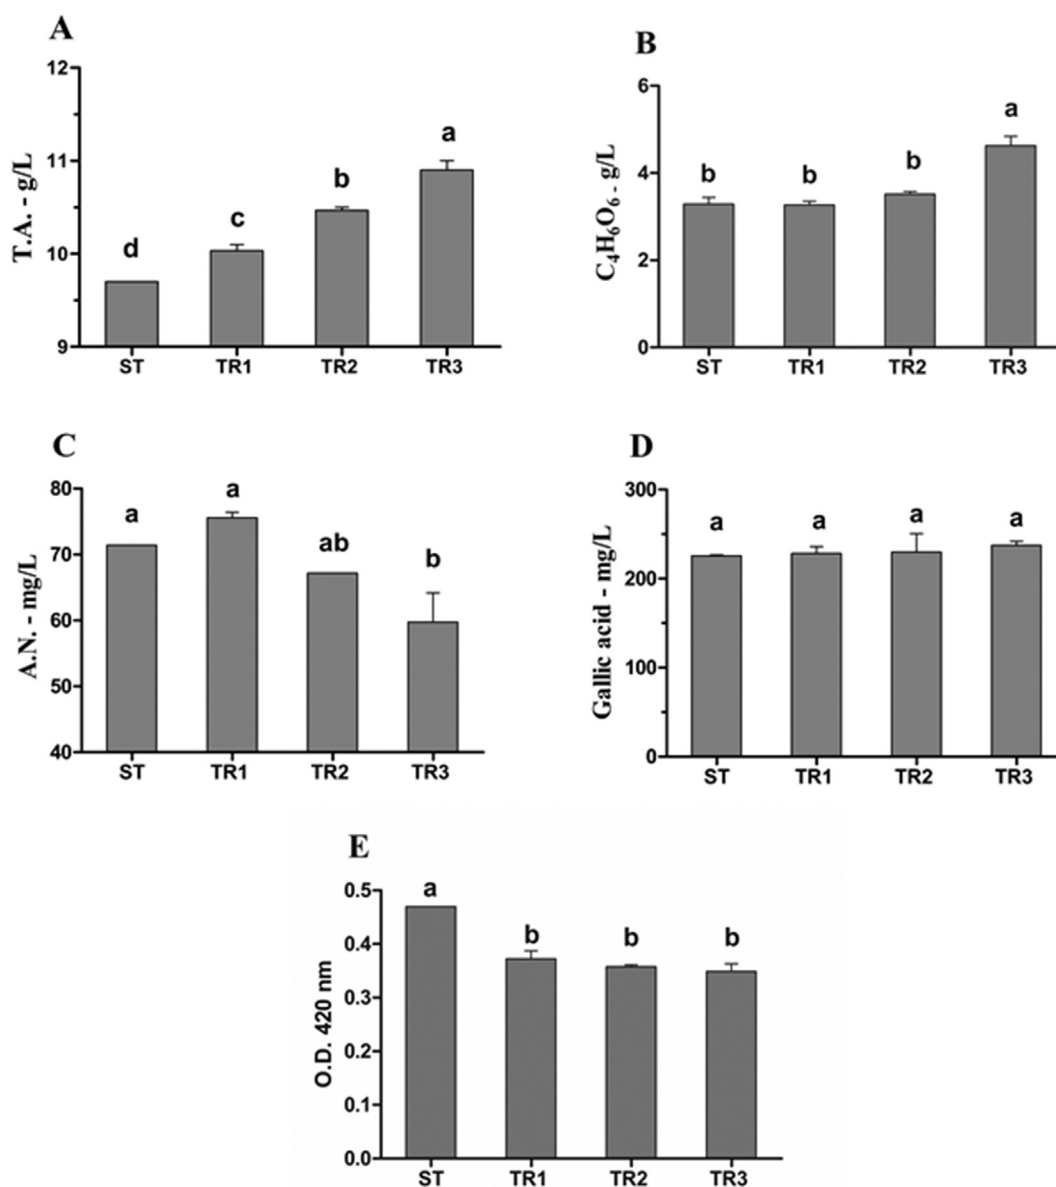 A
T.A. - g/L
12
11
10
9
d
c
b
a
ST TR1 TR2 TR3
B
C₄H₆O₆ - g/L
6
4
2
0
b
b
b
a
ST TR1 TR2 TR3
C
A.N. - mg/L
80
70
60
50
40
a
a
ab
b
ST TR1 TR2 TR3
D
Gallic acid - mg/L
300
200
100
0
a
a
a
a
ST TR1 TR2 TR3
E
O.D. 420 nm
0.5
0.4
0.3
0.2
0.1
0.0
a
b
b
b
ST TR1 TR2 TR3